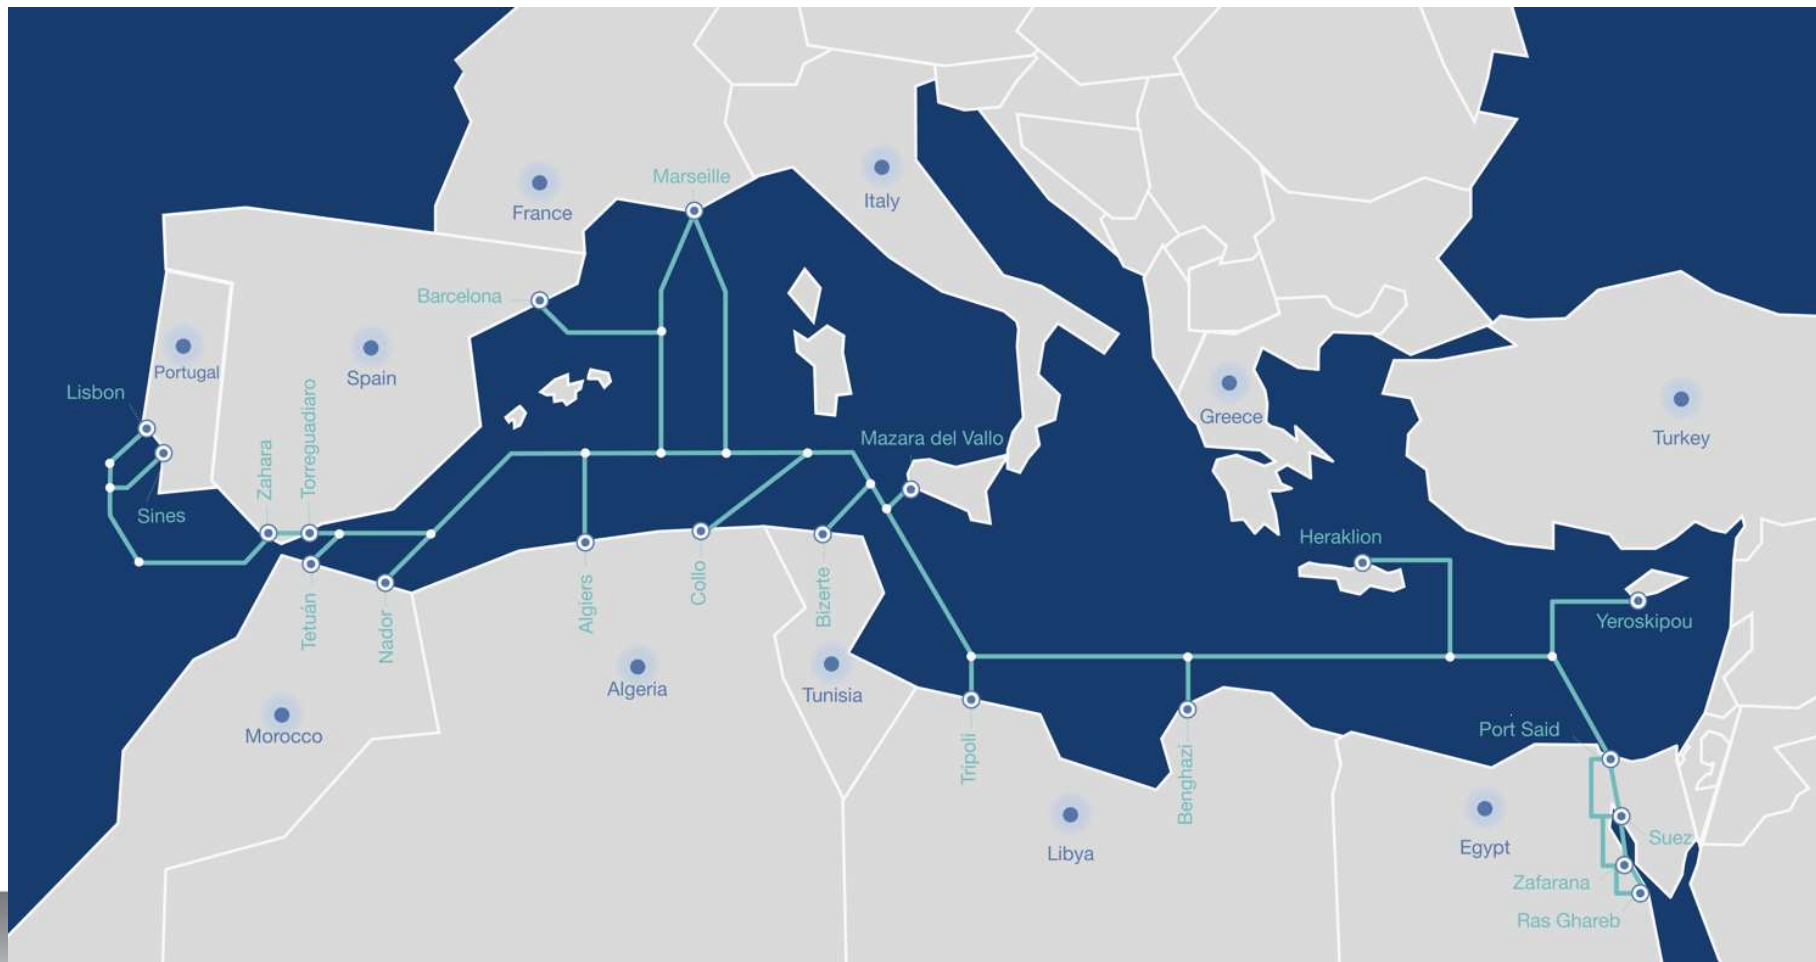 Marseille
France
Italy
Barcelona
Portugal
Spain
Lisbon
Torreguadiaro
Zahara
Sines
Mazara del Vallo
Greece
Turkey
Heraklion
Yeroskipou
Tetuán
Nador
Algiers
Collo
Bizerte
Algeria
Tunisia
Morocco
Tripoli
Benghazi
Port Said
Libya
Egypt
Suez
Zafarana
Ras Ghareb